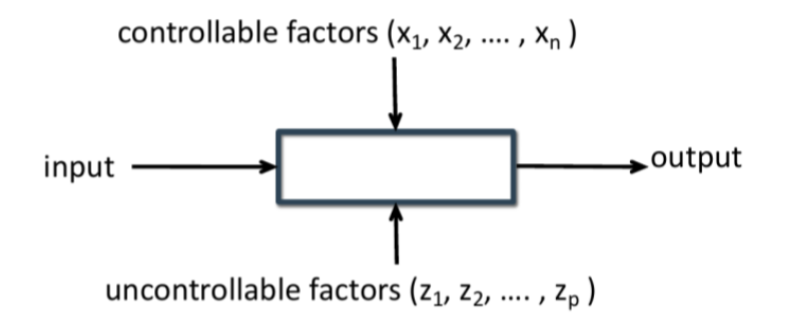 controllable factors (x₁, x₂, .... , xₙ )
input
output
uncontrollable factors (z₁, z₂, .... , zₚ )